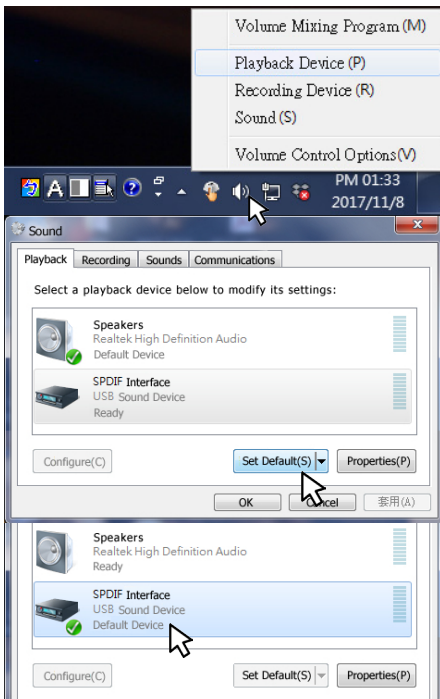 Volume Mixing Program (M)
Playback Device (P)
Recording Device (R)
Sound (S)
Volume Control Options(V)
A
?
PM 01:33
2017/11/8
Sound
Playback Recording Sounds Communications
Select a playback device below to modify its settings:
Speakers
Realtek High Definition Audio
Default Device
SPDIF Interface
USB Sound Device
Ready
Configure(C) Set Default(S) Properties(P)
OK Cancel 套用(A)
Speakers
Realtek High Definition Audio
Ready
SPDIF Interface
USB Sound Device
Default Device
Configure(C) Set Default(S) Properties(P)